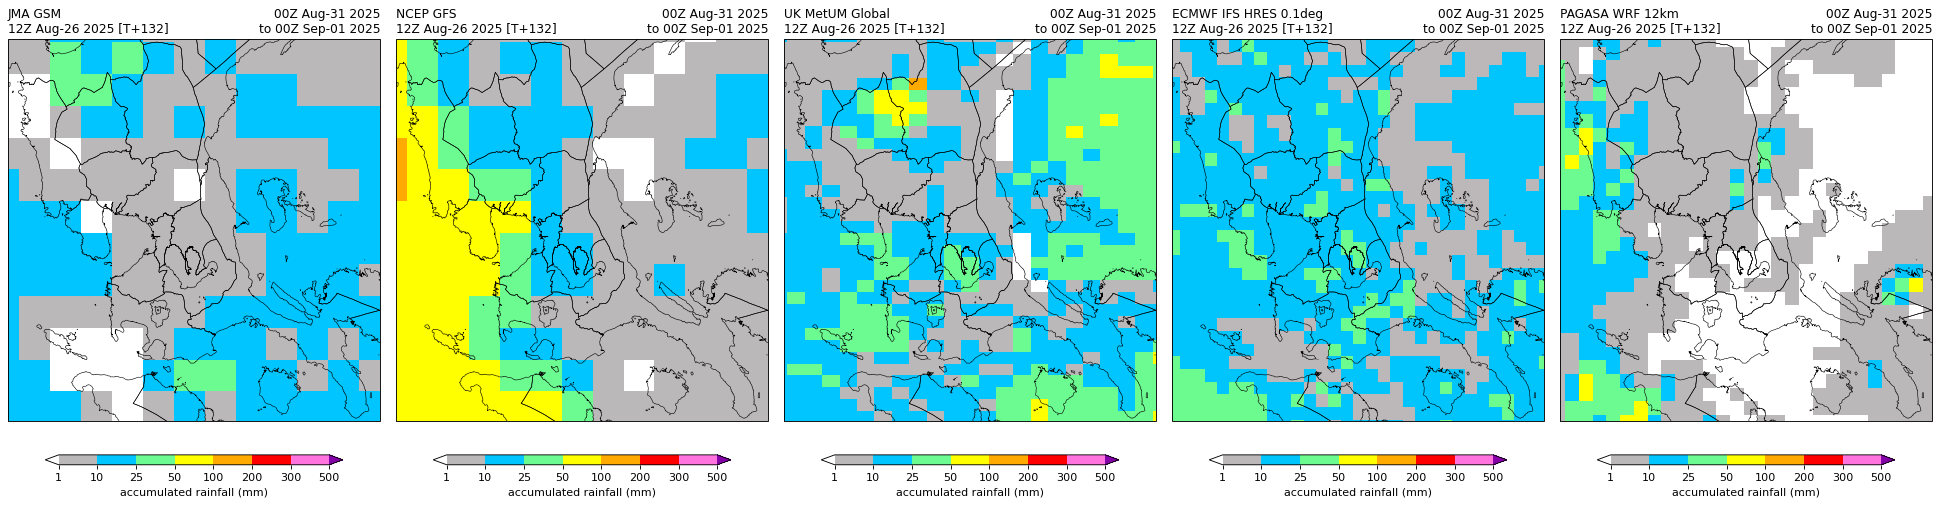 JMA GSM 00Z Aug-31 2025
12Z Aug-26 2025 [T+132] to 00Z Sep-01 2025
NCEP GFS 00Z Aug-31 2025
12Z Aug-26 2025 [T+132] to 00Z Sep-01 2025
UK MetUM Global 00Z Aug-31 2025
12Z Aug-26 2025 [T+132] to 00Z Sep-01 2025
ECMWF IFS HRES 0.1deg 00Z Aug-31 2025
12Z Aug-26 2025 [T+132] to 00Z Sep-01 2025
PAGASA WRF 12km 00Z Aug-31 2025
12Z Aug-26 2025 [T+132] to 00Z Sep-01 2025
1 10 25 50 100 200 300 500
accumulated rainfall (mm)
1 10 25 50 100 200 300 500
accumulated rainfall (mm)
1 10 25 50 100 200 300 500
accumulated rainfall (mm)
1 10 25 50 100 200 300 500
accumulated rainfall (mm)
1 10 25 50 100 200 300 500
accumulated rainfall (mm)